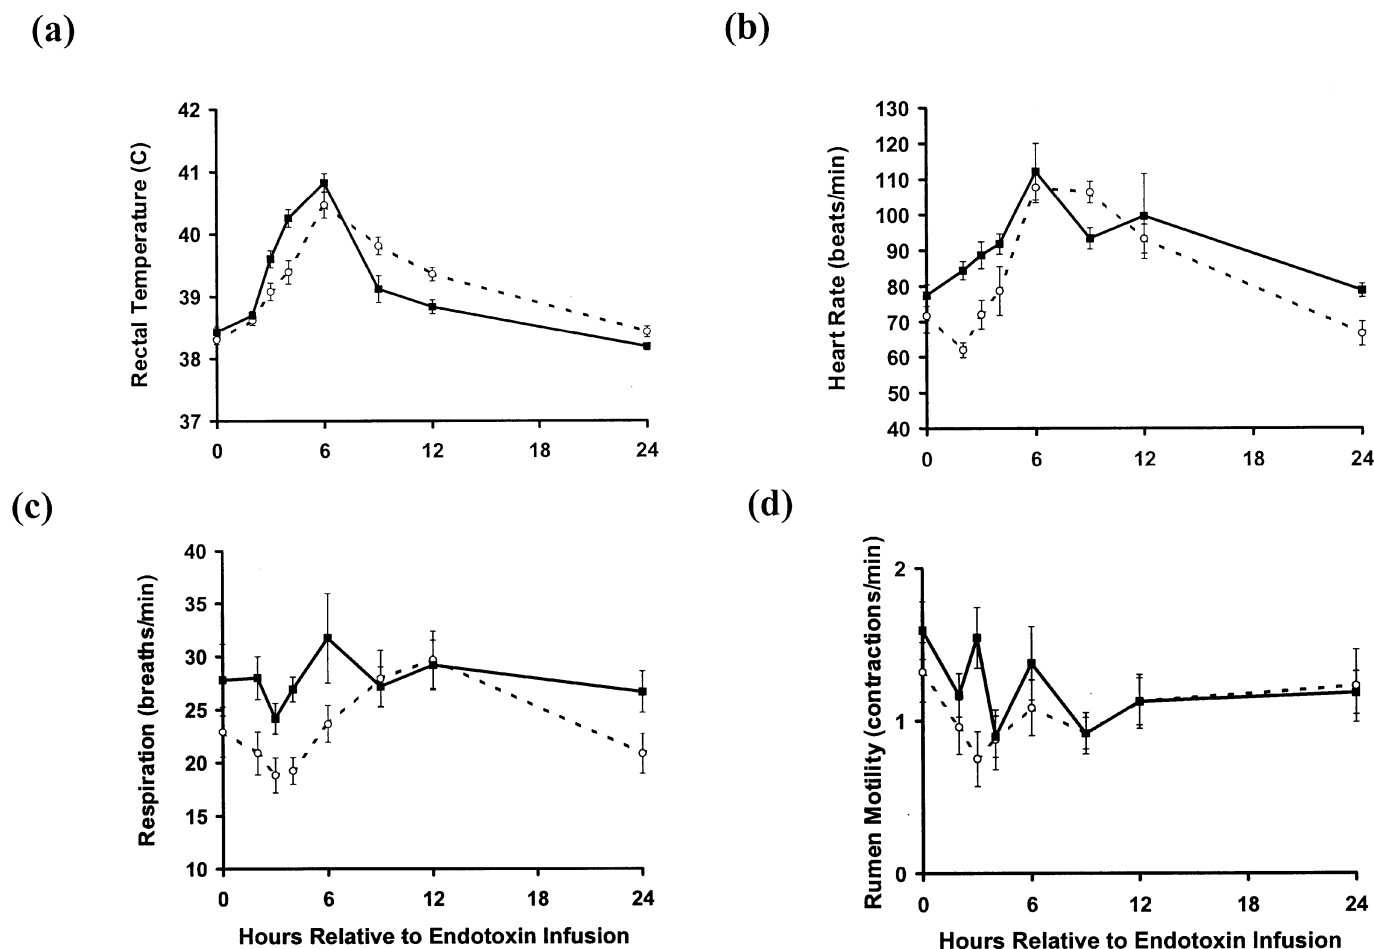 (a)
Rectal Temperature (C)
42
41
40
39
38
37
0 6 12 18 24
(b)
Heart Rate (beats/min)
130
120
110
100
90
80
70
60
50
40
0 6 12 18 24
(c)
Respiration (breaths/min)
40
35
30
25
20
15
10
0 6 12 18 24
Hours Relative to Endotoxin Infusion
(d)
Rumen Motility (contractions/min)
2
1
0
0 6 12 18 24
Hours Relative to Endotoxin Infusion